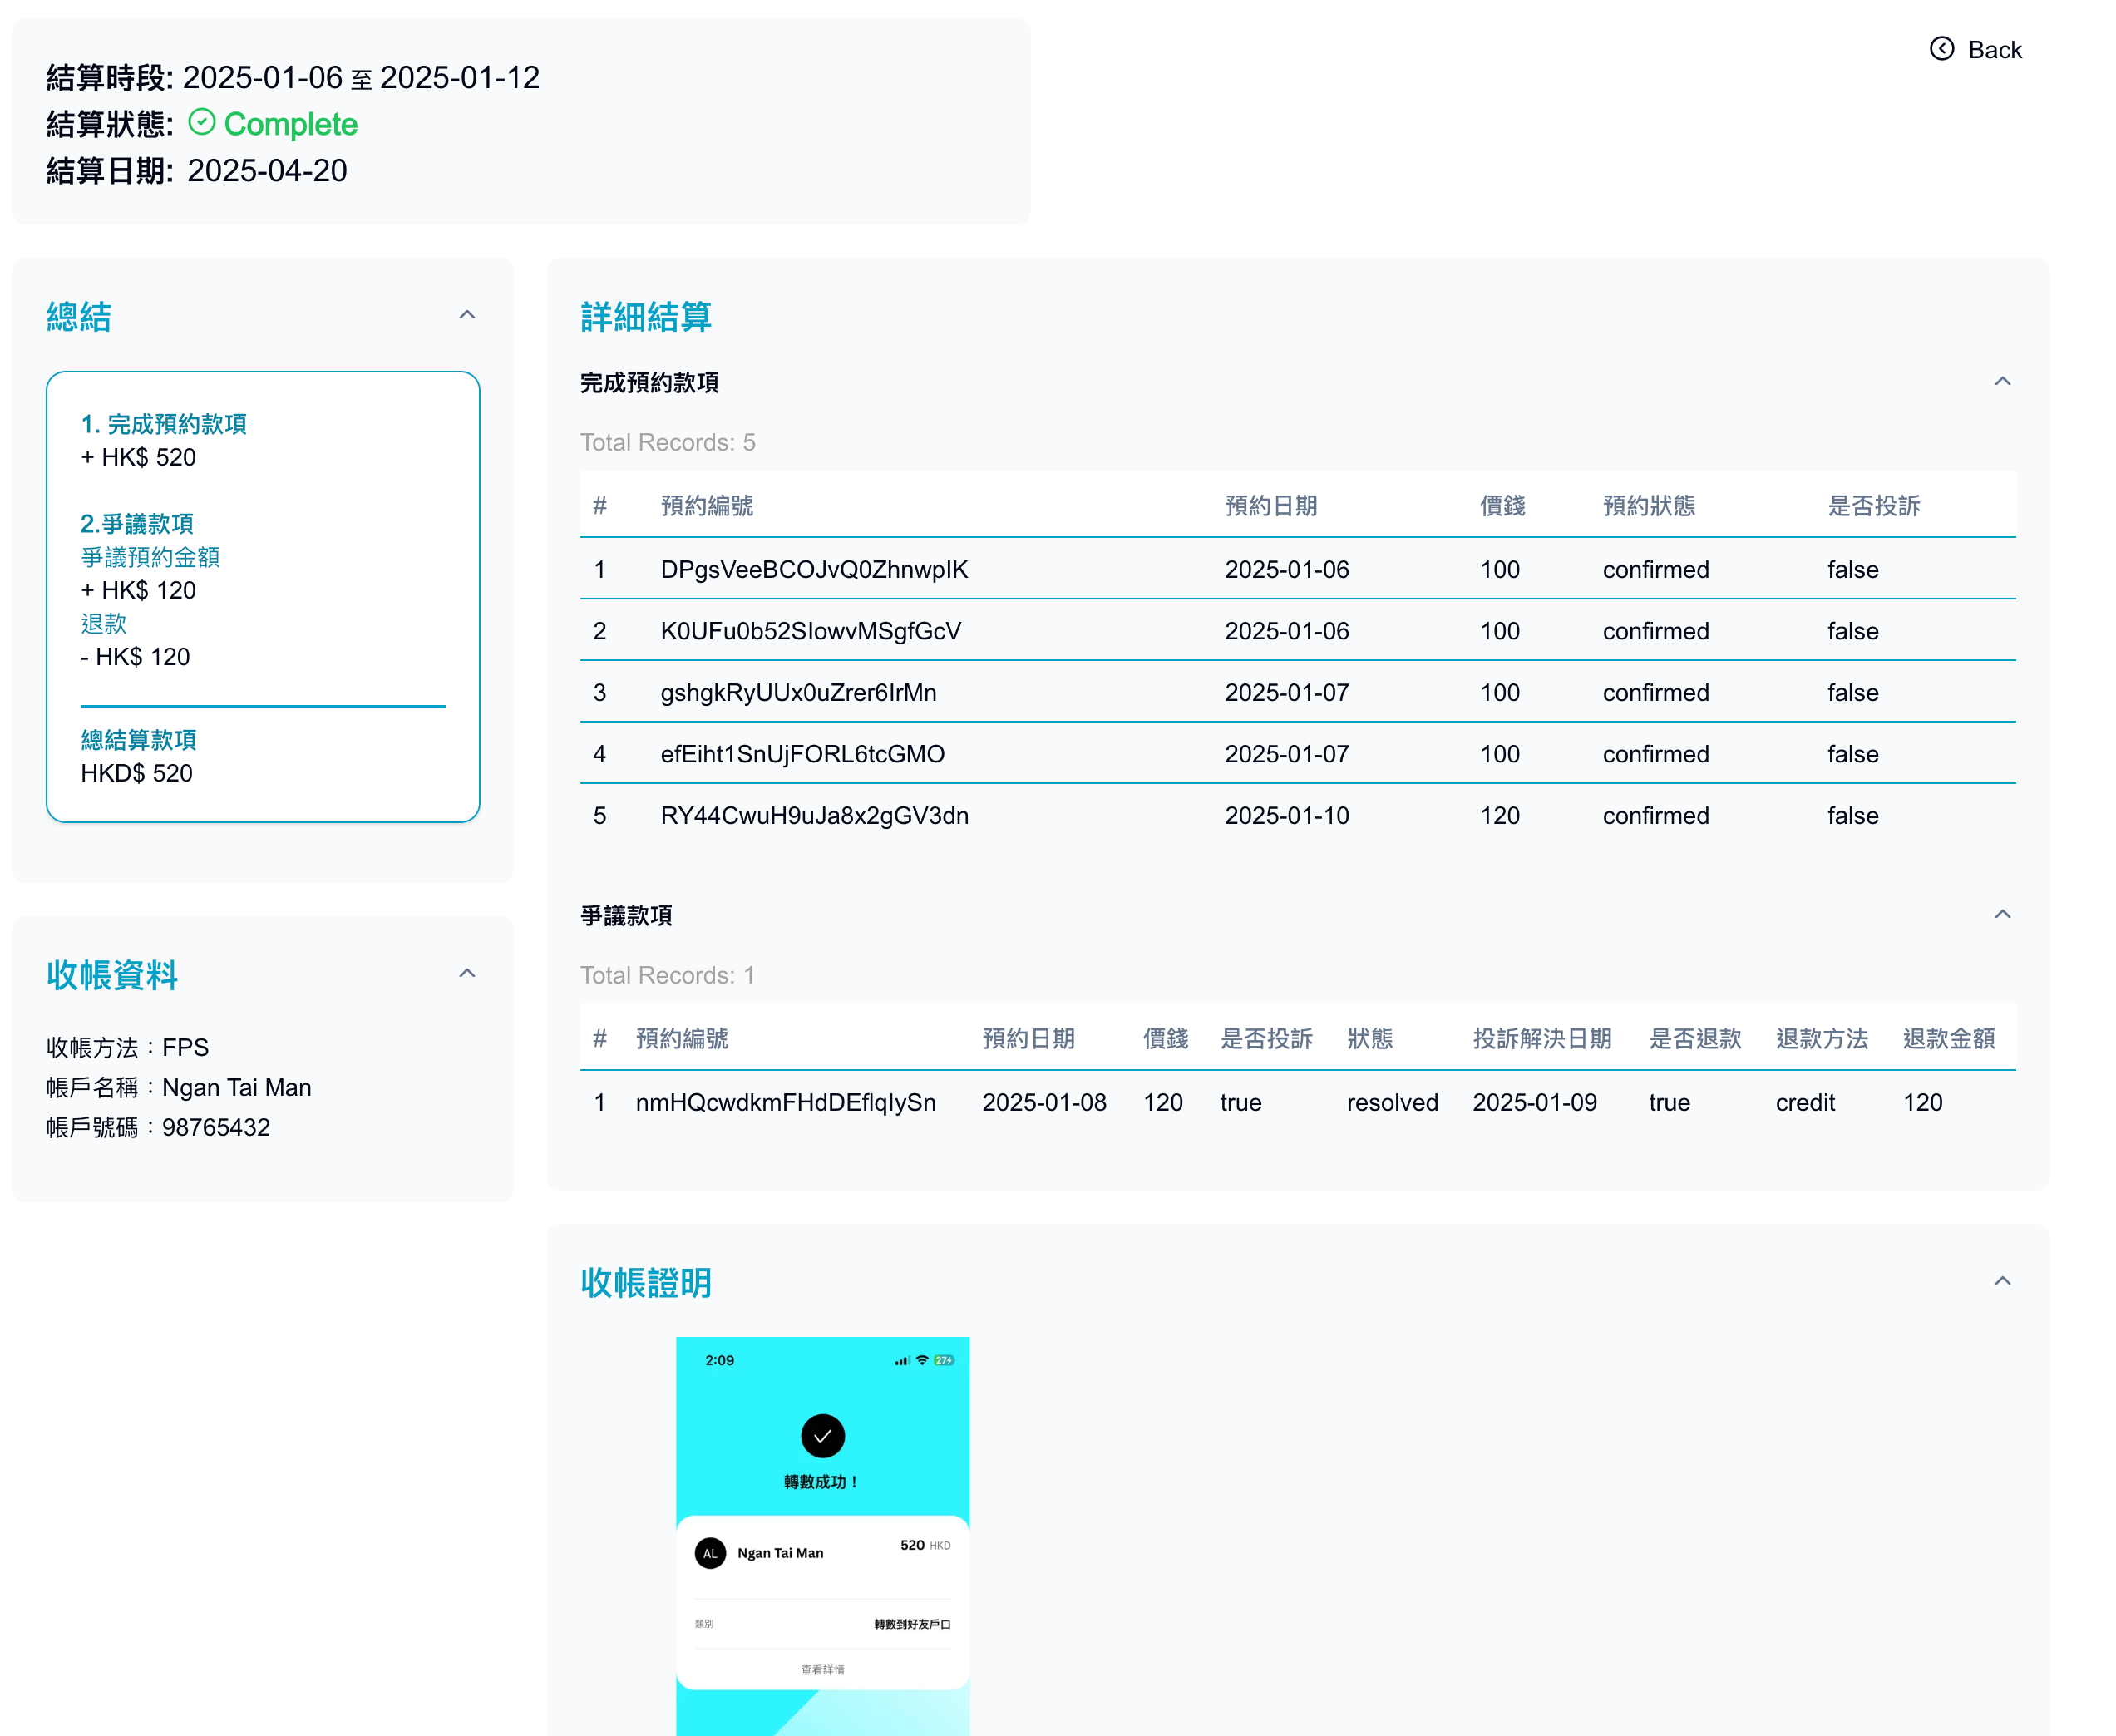 Back
結算時段: 2025-01-06 至 2025-01-12
結算狀態: Complete
結算日期: 2025-04-20
總結
1. 完成預約款項
+ HK$ 520
2.爭議款項
爭議預約金額
+ HK$ 120
退款
- HK$ 120
總結算款項
HKD$ 520
收帳資料
收帳方法：FPS
帳戶名稱：Ngan Tai Man
帳戶號碼：98765432
詳細結算
完成預約款項
Total Records: 5
# 預約編號 預約日期 價錢 預約狀態 是否投訴
1 DPgsVeeBCOJvQ0ZhnwpIK 2025-01-06 100 confirmed false
2 K0UFu0b52SIowvMSgfGcV 2025-01-06 100 confirmed false
3 gshgkRyUUx0uZrer6IrMn 2025-01-07 100 confirmed false
4 efEiht1SnUjFORL6tcGMO 2025-01-07 100 confirmed false
5 RY44CwuH9uJa8x2gGV3dn 2025-01-10 120 confirmed false
爭議款項
Total Records: 1
# 預約編號 預約日期 價錢 是否投訴 狀態 投訴解決日期 是否退款 退款方法 退款金額
1 nmHQcwdkmFHdDEflqIySn 2025-01-08 120 true resolved 2025-01-09 true credit 120
收帳證明
2:09 27
轉數成功！
AL Ngan Tai Man 520 HKD
類別 轉數到好友戶口
查看詳情